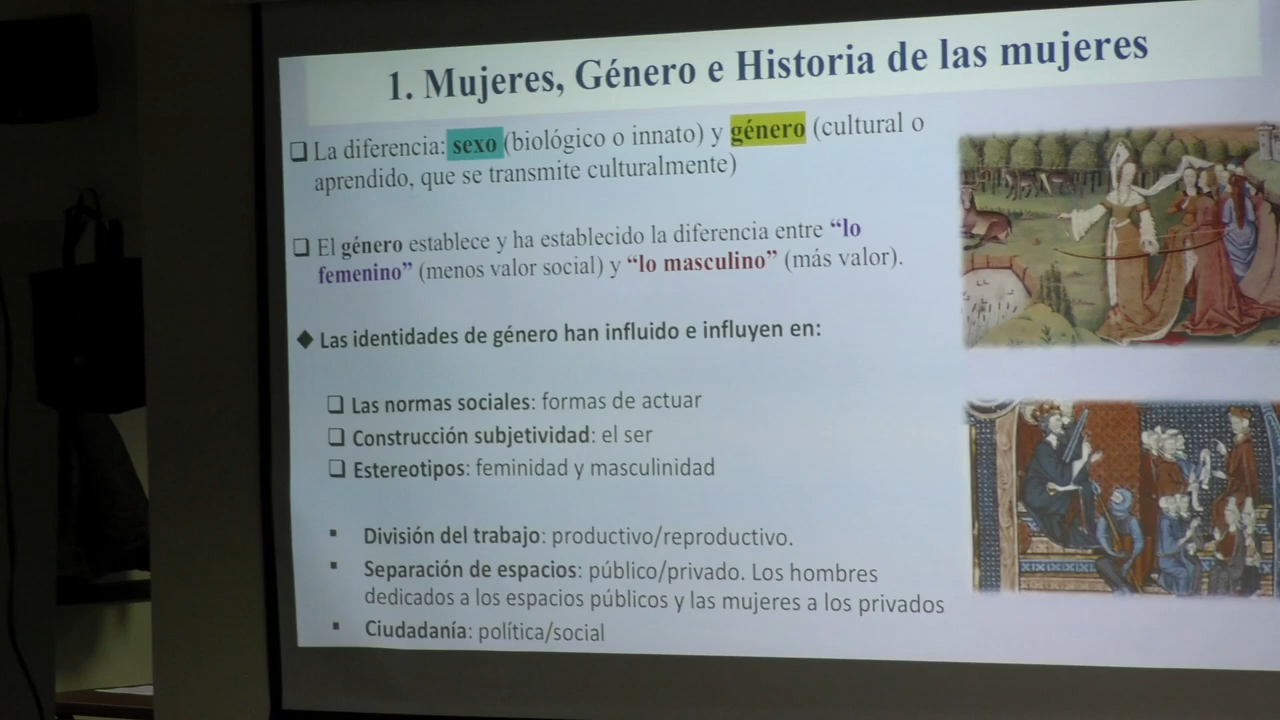 1. Mujeres, Género e Historia de las mujeres
❑ La diferencia: sexo (biológico o innato) y género (cultural o
aprendido, que se transmite culturalmente)
❑ El género establece y ha establecido la diferencia entre “lo
femenino” (menos valor social) y “lo masculino” (más valor).
◆ Las identidades de género han influido e influyen en:
❑ Las normas sociales: formas de actuar
❑ Construcción subjetividad: el ser
❑ Estereotipos: feminidad y masculinidad
▪ División del trabajo: productivo/reproductivo.
▪ Separación de espacios: público/privado. Los hombres
dedicados a los espacios públicos y las mujeres a los privados
▪ Ciudadanía: política/social